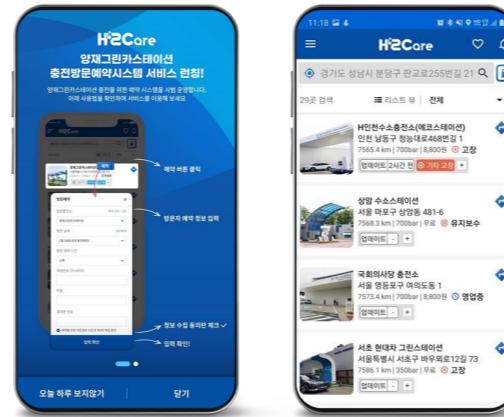 H2Care
양재그린카스테이션
충전방문예약시스템 서비스 런칭!
양재그린카스테이션 충전을 위한 예약 시스템을 시범 운영합니다.
아래 사용법을 확인하여 서비스를 이용해 보세요
H2Care
예약
예약 버튼 클릭
방문예약
방문자 예약 정보 입력
정보 수집 동의란 체크 ✓
입력 확인
입력 확인!
오늘 하루 보지않기
닫기
11:18
H2Care
경기도 성남시 분당구 판교로255번길 21
29곳 검색
리스트 뷰
전체
H인천수소충전소(에코스테이션)
인천 남동구 청능대로468번길 1
7565.4 km | 700bar | 8,800원 고장
업데이트 2시간 전 기타 고장 +
상암 수소스테이션
서울 마포구 상암동 481-6
7568.3 km | 700bar | 무료 유지보수
업데이트 - +
국회의사당 충전소
서울 영등포구 여의도동 1
7573.4 km | 700bar | 8,800원 영업중
업데이트 - +
서초 현대차 그린스테이션
서울특별시 서초구 바우뫼로12길 73
7586.1 km | 350bar | 무료 고장
업데이트 - +